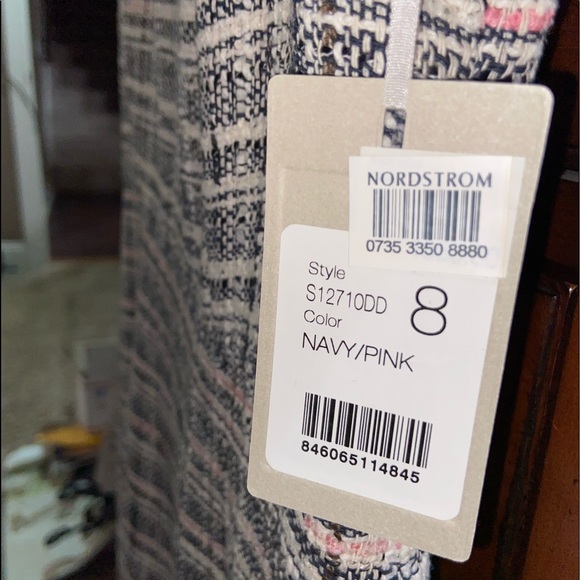 NORDSTROM
0735 3350 8880
Style
S12710DD
8
Color
NAVY/PINK
846065114845